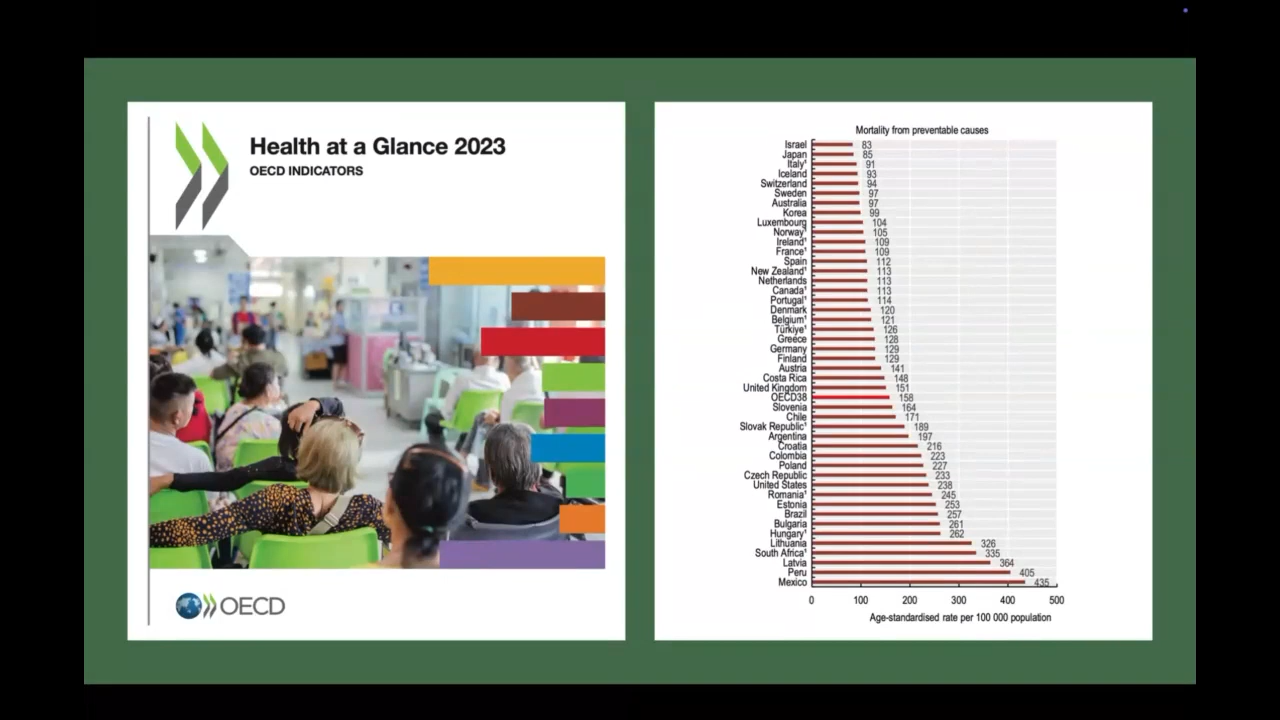 Health at a Glance 2023
OECD INDICATORS
OECD
Mortality from preventable causes
Israel 83
Japan 85
Italy¹ 91
Iceland 93
Switzerland 94
Sweden 97
Australia 97
Korea 99
Luxembourg 104
Norway¹ 105
Ireland¹ 109
France¹ 109
Spain 112
New Zealand¹ 113
Netherlands 113
Canada¹ 113
Portugal¹ 114
Denmark 120
Belgium¹ 121
Türkiye¹ 126
Greece 128
Germany 129
Finland 129
Austria 141
Costa Rica 148
United Kingdom 151
OECD38 158
Slovenia 164
Chile 171
Slovak Republic¹ 189
Argentina 197
Croatia 216
Colombia 223
Poland 227
Czech Republic 233
United States 238
Romania¹ 245
Estonia 253
Brazil 257
Bulgaria 261
Hungary¹ 262
Lithuania 326
South Africa¹ 335
Latvia 364
Peru 405
Mexico 435
0 100 200 300 400 500
Age-standardised rate per 100 000 population